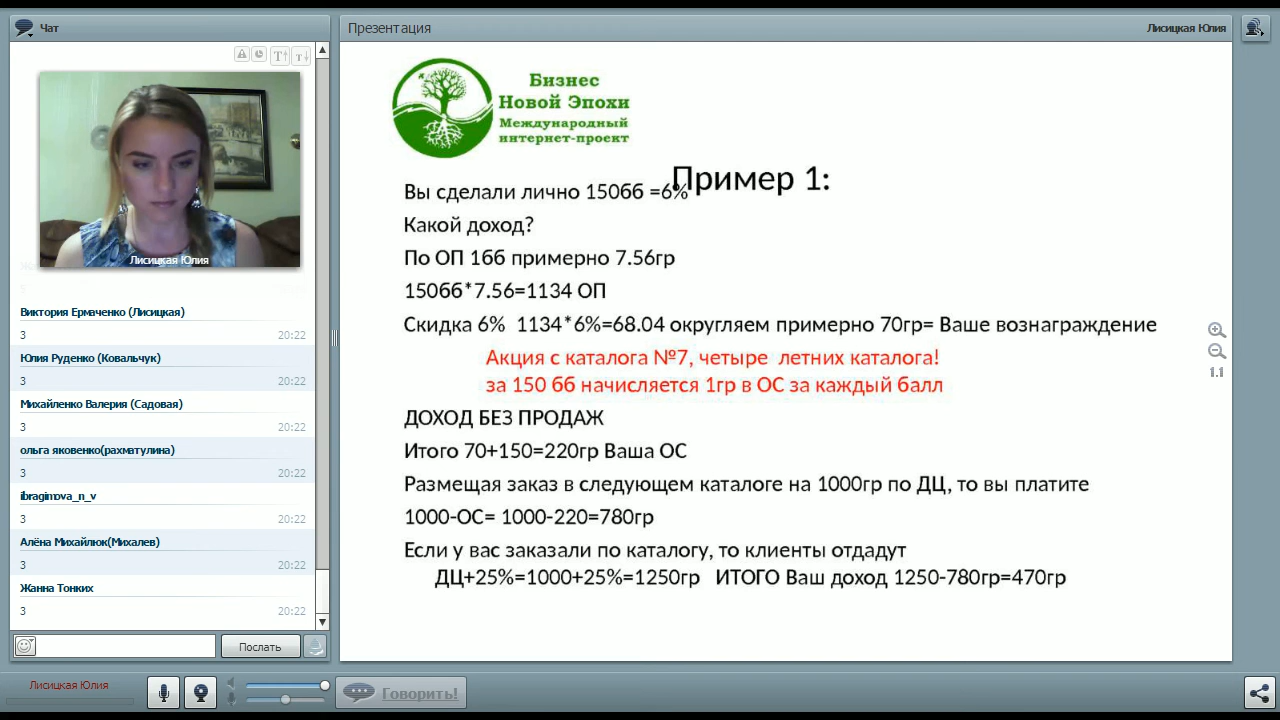 Чат
Лисицкая Юлия
Виктория Ермаченко (Лисицкая)
3 20:22
Юлия Руденко (Ковальчук)
3 20:22
Михайленко Валерия (Садовая)
3 20:22
ольга яковенко(рахматулина)
3 20:22
ibragimova_n_v
3 20:22
Алёна Михайлюк(Михалев)
3 20:22
Жанна Тонких
3 20:22
Послать
Презентация
Лисицкая Юлия
Бизнес
Новой Эпохи
Международный
интернет-проект
Пример 1:
Вы сделали лично 150бб =6%
Какой доход?
По ОП 1бб примерно 7.56гр
150бб*7.56=1134 ОП
Скидка 6% 1134*6%=68.04 округляем примерно 70гр= Ваше вознаграждение
Акция с каталога №7, четыре летних каталога!
за 150 бб начисляется 1гр в ОС за каждый балл
ДОХОД БЕЗ ПРОДАЖ
Итого 70+150=220гр Ваша ОС
Размещая заказ в следующем каталоге на 1000гр по ДЦ, то вы платите
1000-ОС= 1000-220=780гр
Если у вас заказали по каталогу, то клиенты отдадут
ДЦ+25%=1000+25%=1250гр ИТОГО Ваш доход 1250-780гр=470гр
1.1
Лисицкая Юлия
Говорить!